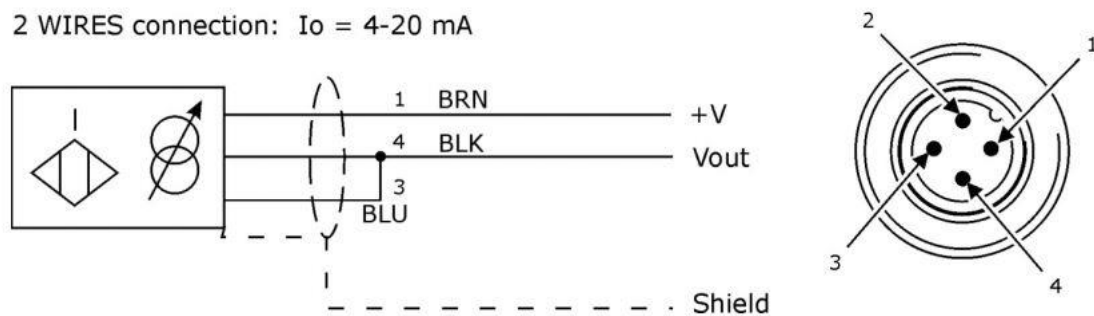 2 WIRES connection: Io = 4-20 mA
1 BRN
+V
4 BLK
Vout
3
BLU
Shield
2
1
3
4